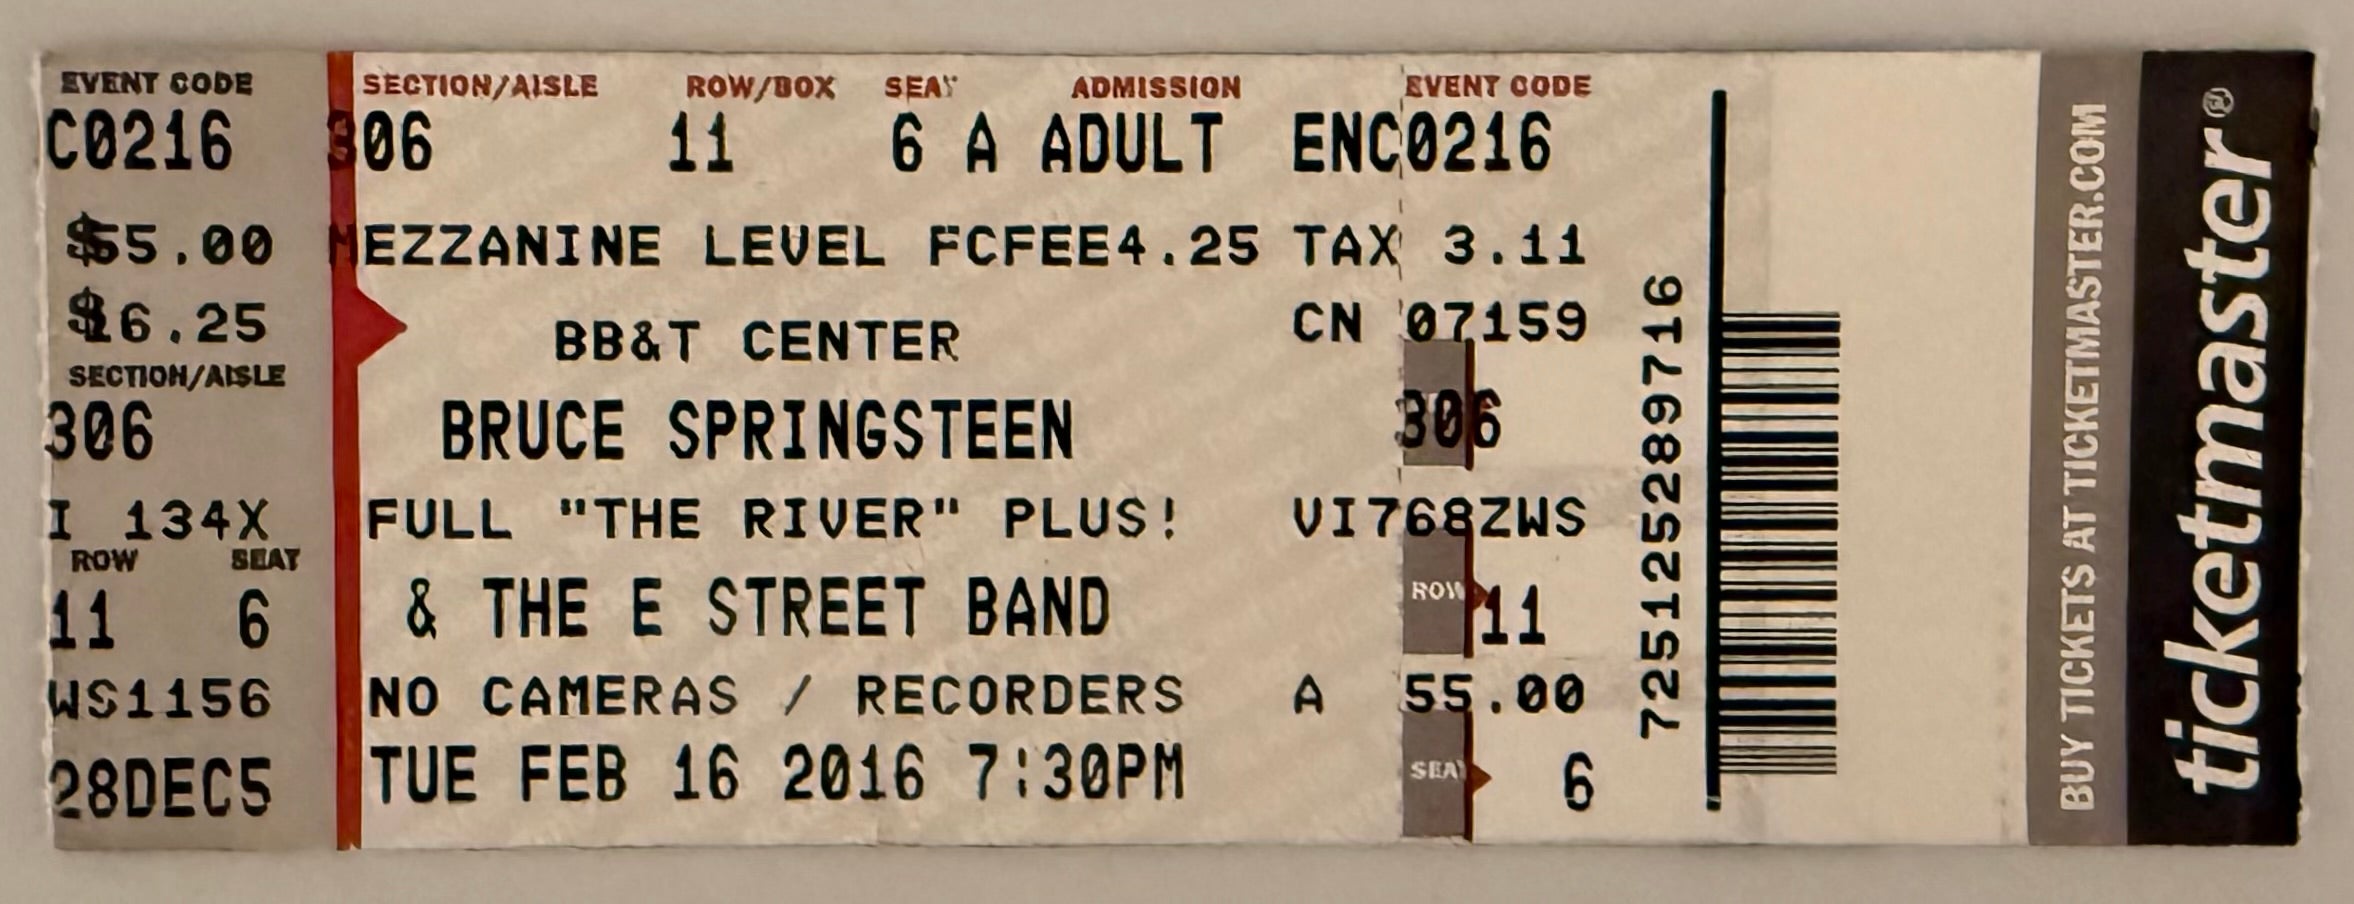 EVENT CODE
C0216
$55.00
$16.25
SECTION/AISLE
306
I 134X
ROW SEAT
11 6
WS1156
28DEC5
SECTION/AISLE ROW/BOX SEAT ADMISSION EVENT CODE
306 11 6 A ADULT ENC0216
MEZZANINE LEVEL FCFEE4.25 TAX 3.11
BB&T CENTER CN 07159
BRUCE SPRINGSTEEN 306
FULL "THE RIVER" PLUS! VI768ZWS
& THE E STREET BAND ROW 11
NO CAMERAS / RECORDERS A 55.00
TUE FEB 16 2016 7:30PM SEAT 6
725125289716
BUY TICKETS AT TICKETMASTER.COM
ticketmaster®